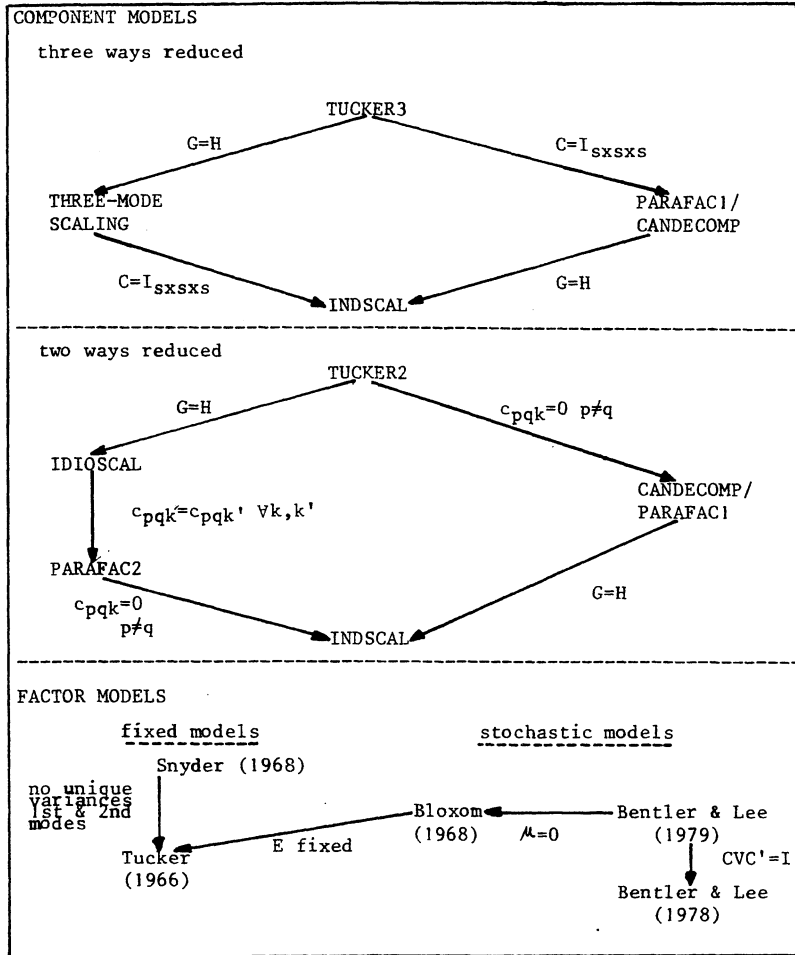 COMPONENT MODELS
three ways reduced
TUCKER3
G=H
C=I sxsxs
THREE-MODE
SCALING
PARAFAC1/
CANDECOMP
C=I sxsxs
G=H
INDSCAL
two ways reduced
TUCKER2
G=H
c pqk=0 p≠q
IDIOSCAL
CANDECOMP/
PARAFAC1
c pqk=c pqk' ∀k,k'
PARAFAC2
c pqk=0
p≠q
G=H
INDSCAL
FACTOR MODELS
fixed models
stochastic models
Snyder (1968)
no unique
variances
1st & 2nd
modes
Bloxom
(1968)
μ=0
Bentler & Lee
(1979)
E fixed
Tucker
(1966)
CVC'=I
Bentler & Lee
(1978)